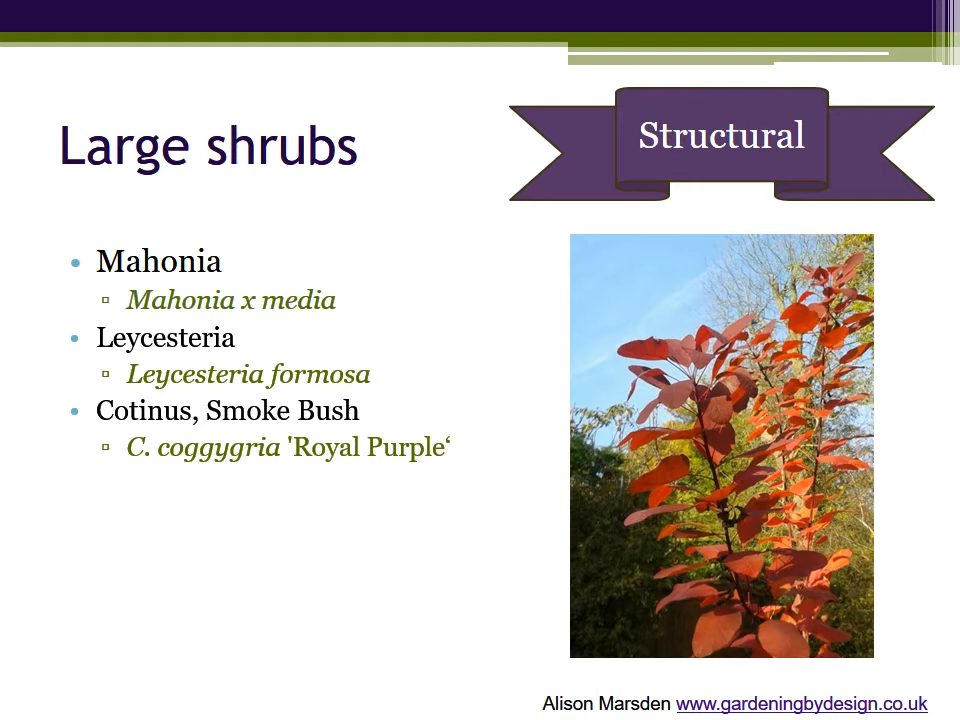 Large shrubs
Structural
• Mahonia
▫ Mahonia x media
• Leycesteria
▫ Leycesteria formosa
• Cotinus, Smoke Bush
▫ C. coggygria 'Royal Purple‘
Alison Marsden www.gardeningbydesign.co.uk